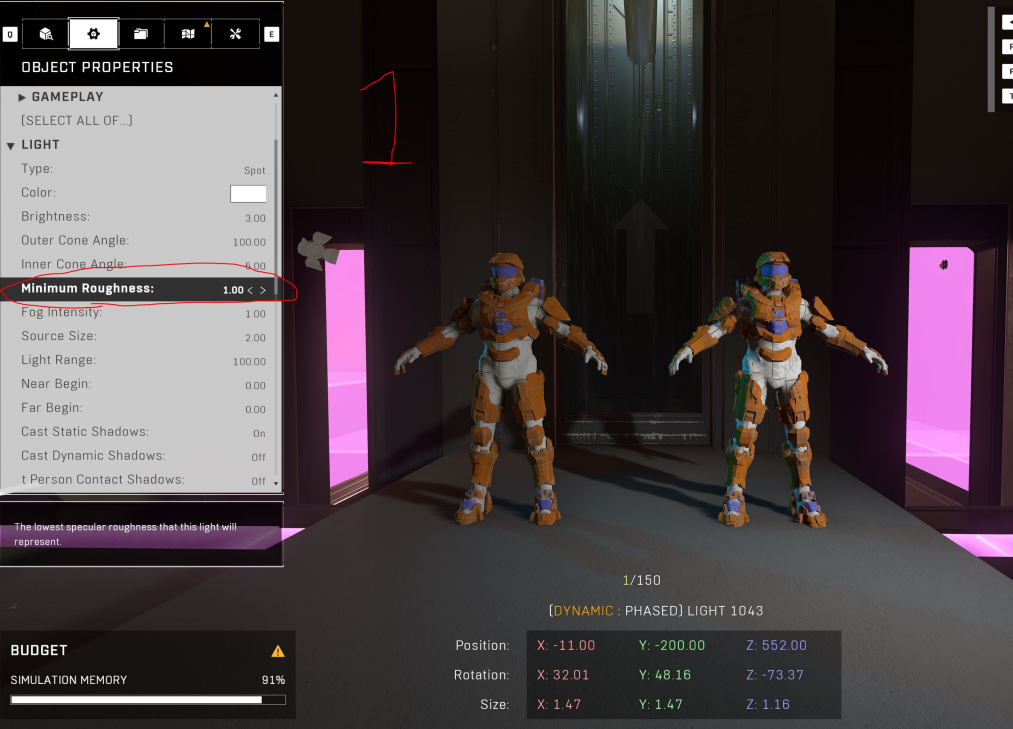 Q
E
OBJECT PROPERTIES
GAMEPLAY
[SELECT ALL OF...]
LIGHT
Type: Spot
Color:
Brightness: 3.00
Outer Cone Angle: 100.00
Inner Cone Angle: 5.00
Minimum Roughness: 1.00 < >
Fog Intensity: 1.00
Source Size: 2.00
Light Range: 100.00
Near Begin: 0.00
Far Begin: 0.00
Cast Static Shadows: On
Cast Dynamic Shadows: Off
t Person Contact Shadows: Off
The lowest specular roughness that this light will
represent.
1
1/150
[DYNAMIC : PHASED] LIGHT 1043
Position: X: -11.00 Y: -200.00 Z: 552.00
Rotation: X: 32.01 Y: 48.16 Z: -73.37
Size: X: 1.47 Y: 1.47 Z: 1.16
BUDGET
SIMULATION MEMORY 91%